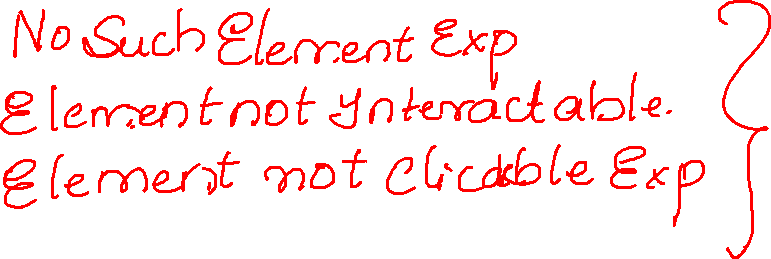 No Such Element Exp
Element not Interactable.
Element not Clickable Exp